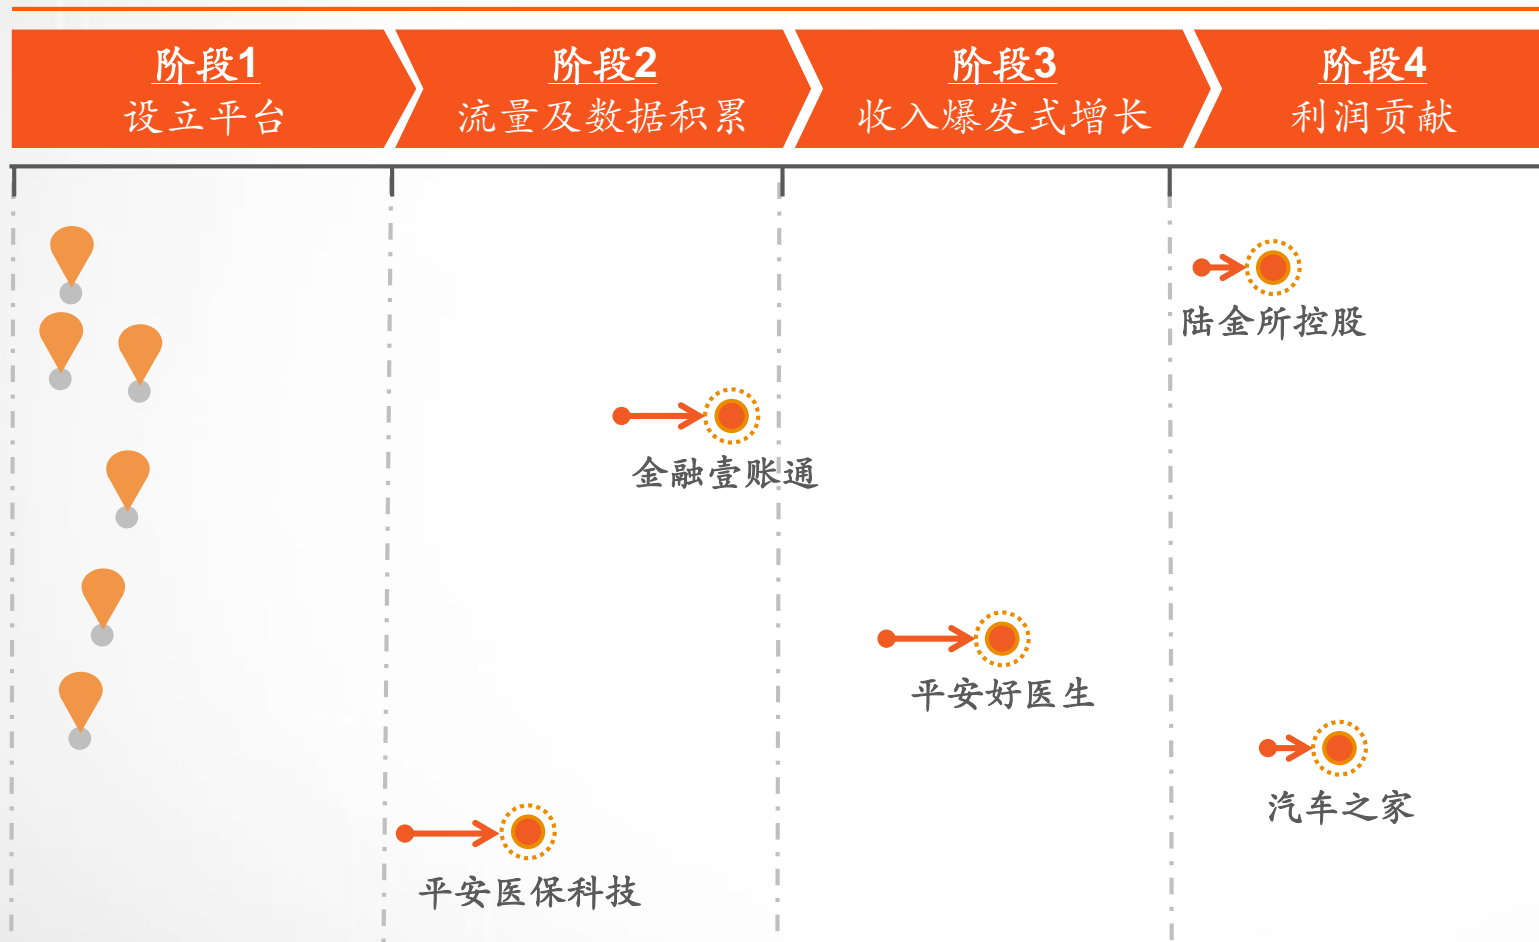 阶段1
设立平台
阶段2
流量及数据积累
阶段3
收入爆发式增长
阶段4
利润贡献
陆金所控股
金融壹账通
平安好医生
汽车之家
平安医保科技